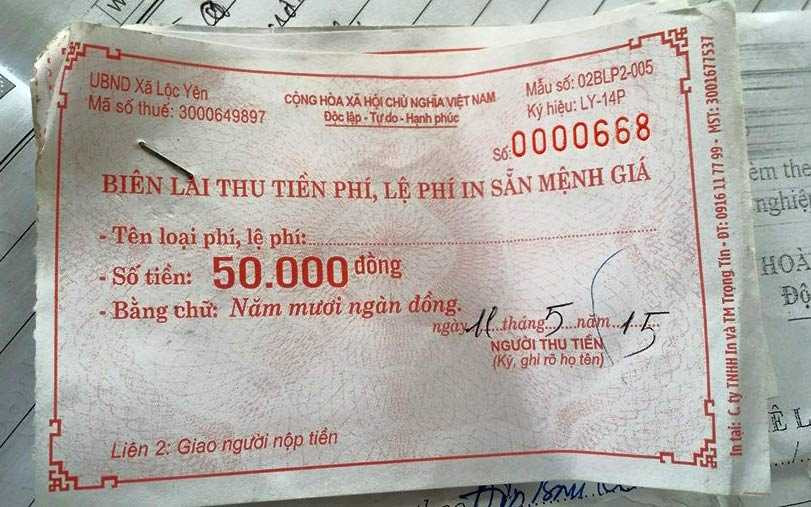 UBND Xã Lộc Yên
Mã số thuế: 3000649897
CỘNG HÒA XÃ HỘI CHỦ NGHĨA VIỆT NAM
Độc lập - Tự do - Hạnh phúc
Mẫu số: 02BLP2-005
Ký hiệu: LY-14P
Số: 0000668
BIÊN LAI THU TIỀN PHÍ, LỆ PHÍ IN SẴN MỆNH GIÁ
- Tên loại phí, lệ phí:
- Số tiền: 50.000 đồng
- Bằng chữ: Năm mươi ngàn đồng.
ngày 11 tháng 5 năm 15
NGƯỜI THU TIỀN
(Ký, ghi rõ họ tên)
Liên 2: Giao người nộp tiền
In tại: C.ty TNHH In và TM Trọng Tín - ĐT: 0916 11 77 99 - MST: 3001677537
HOÀ
Độ